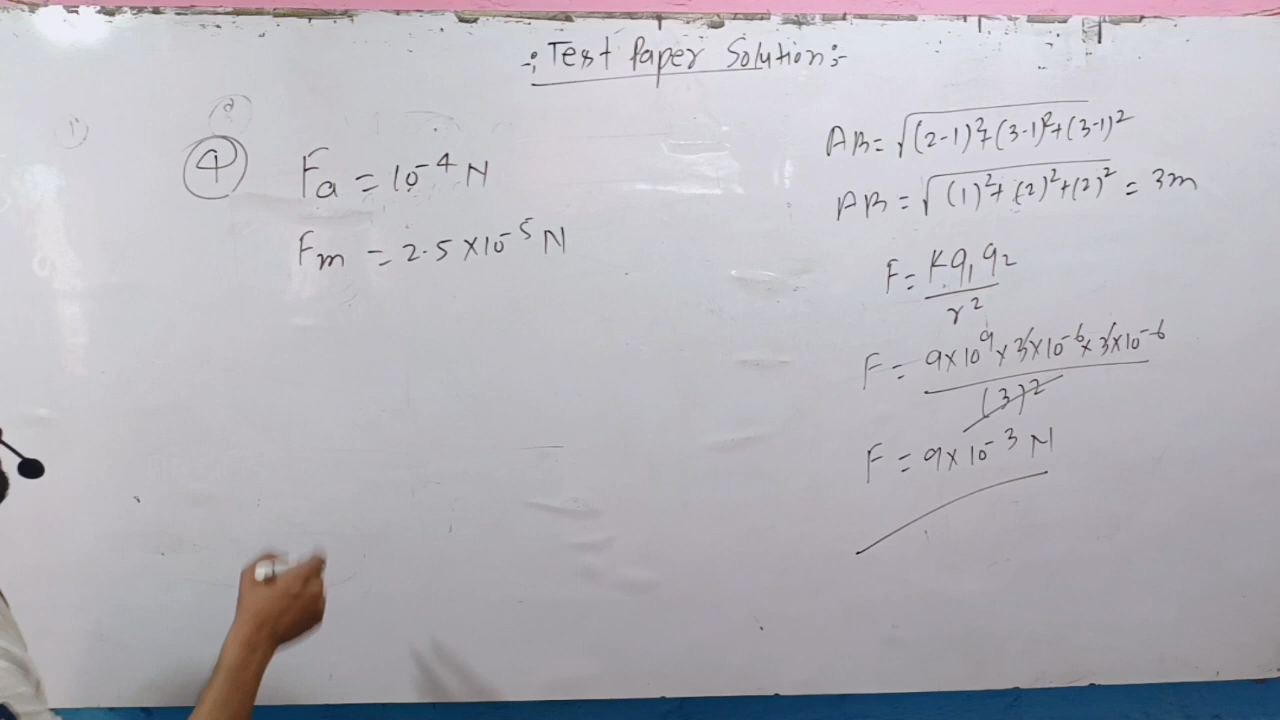 -: Test Paper Solution :-
④ Fa = 10⁻⁴ N
Fm = 2.5 × 10⁻⁵ N
AB = √(2-1)²+(3-1)²+(3-1)²
AB = √(1)²+(2)²+(2)² = 3m
F = Kq₁q₂/r²
F = 9×10⁹×3×10⁻⁶×3×10⁻⁶/(3)²
F = 9×10⁻³ N